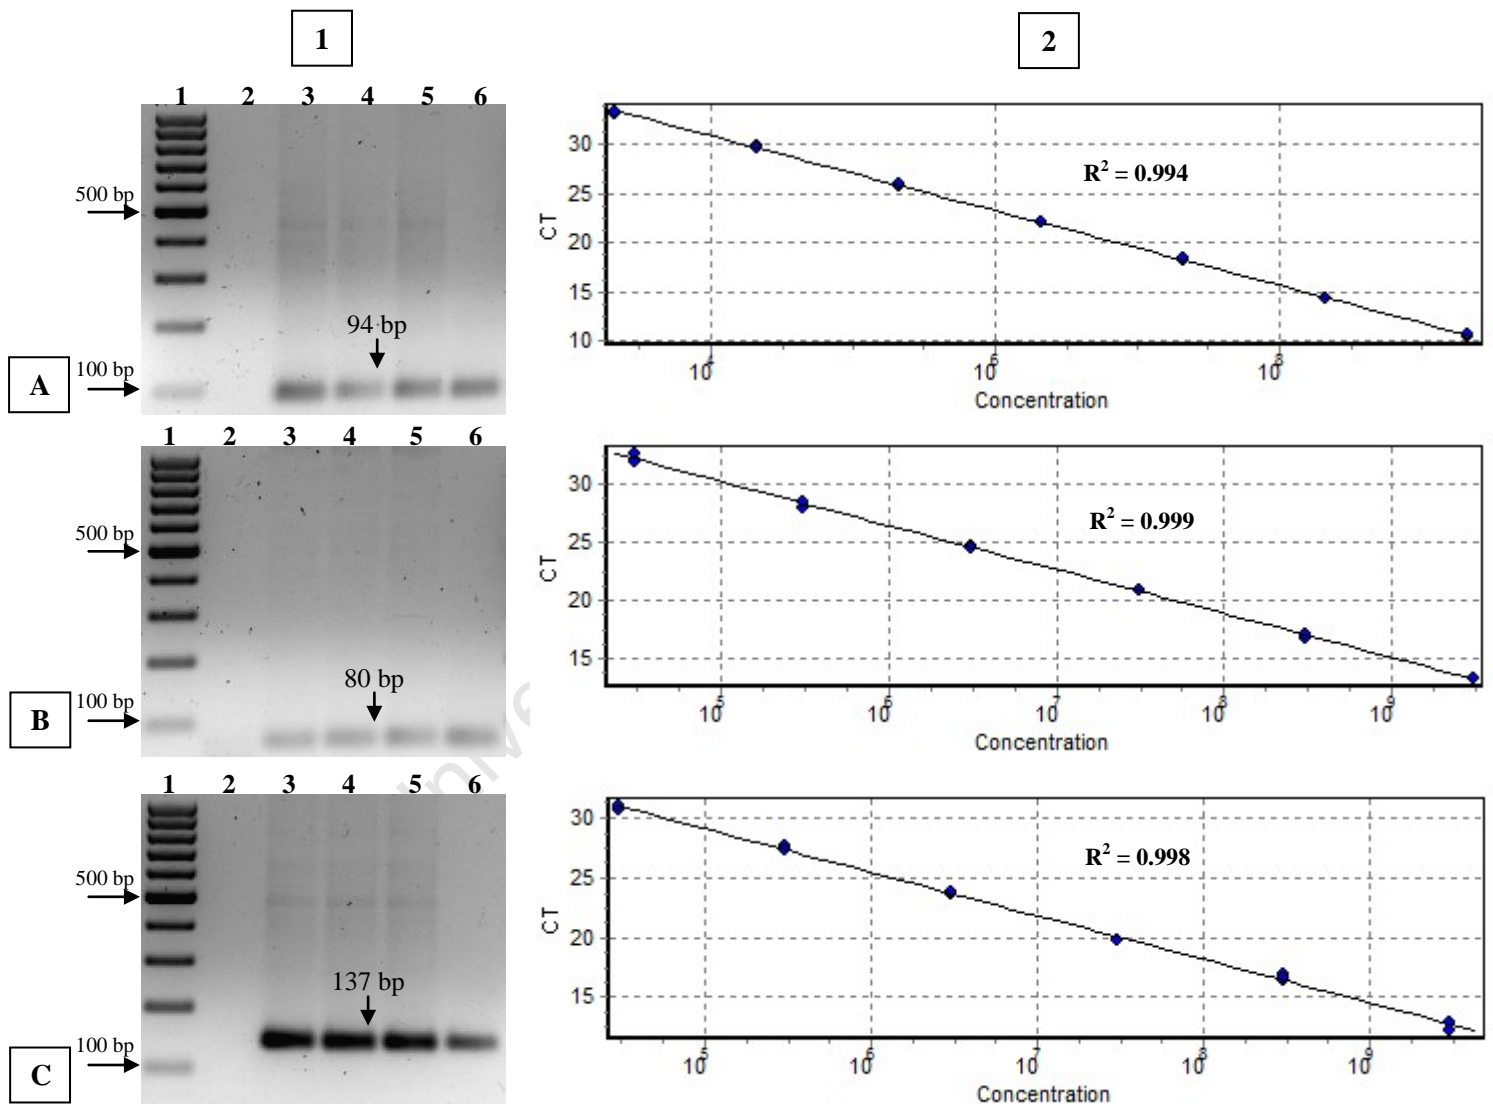 1
2
1 2 3 4 5 6
500 bp
94 bp
100 bp
A
30
25
20
15
10
CT
R² = 0.994
10⁴ 10⁶ 10⁸
Concentration
1 2 3 4 5 6
500 bp
80 bp
100 bp
B
30
25
20
15
CT
R² = 0.999
10⁵ 10⁶ 10⁷ 10⁸ 10⁹
Concentration
1 2 3 4 5 6
500 bp
137 bp
100 bp
C
30
25
20
15
CT
R² = 0.998
10⁵ 10⁶ 10⁷ 10⁸ 10⁹
Concentration